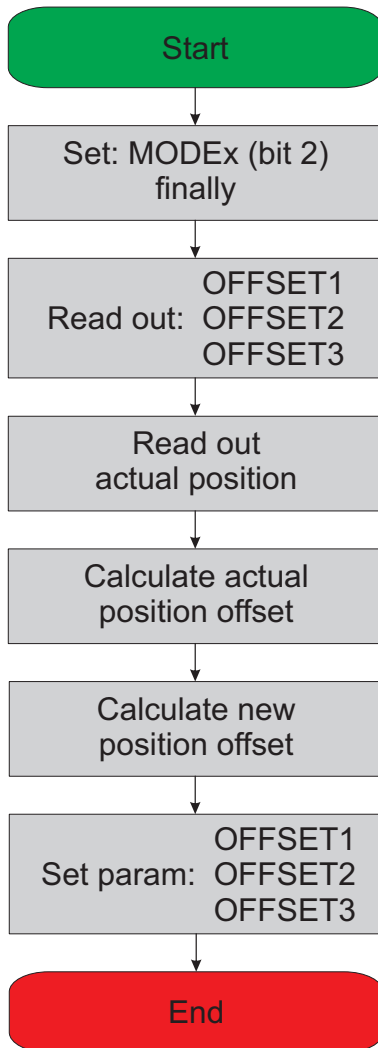 Start
Set: MODEx (bit 2)
finally
OFFSET1
Read out: OFFSET2
OFFSET3
Read out
actual position
Calculate actual
position offset
Calculate new
position offset
OFFSET1
Set param: OFFSET2
OFFSET3
End